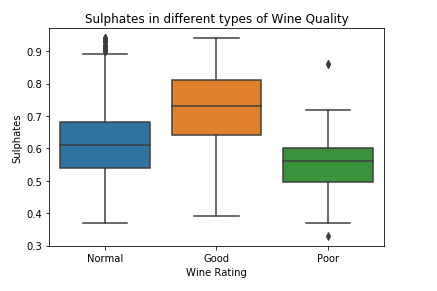 Sulphates in different types of Wine Quality
0.9
0.8
0.7
0.6
0.5
0.4
0.3
Sulphates
Normal Good Poor
Wine Rating